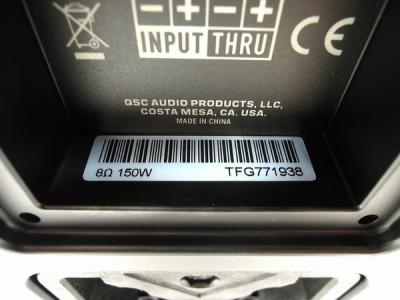 − + − +
INPUT THRU
CE
QSC AUDIO PRODUCTS, LLC,
COSTA MESA, CA. USA.
MADE IN CHINA
8Ω 150W TFG771938